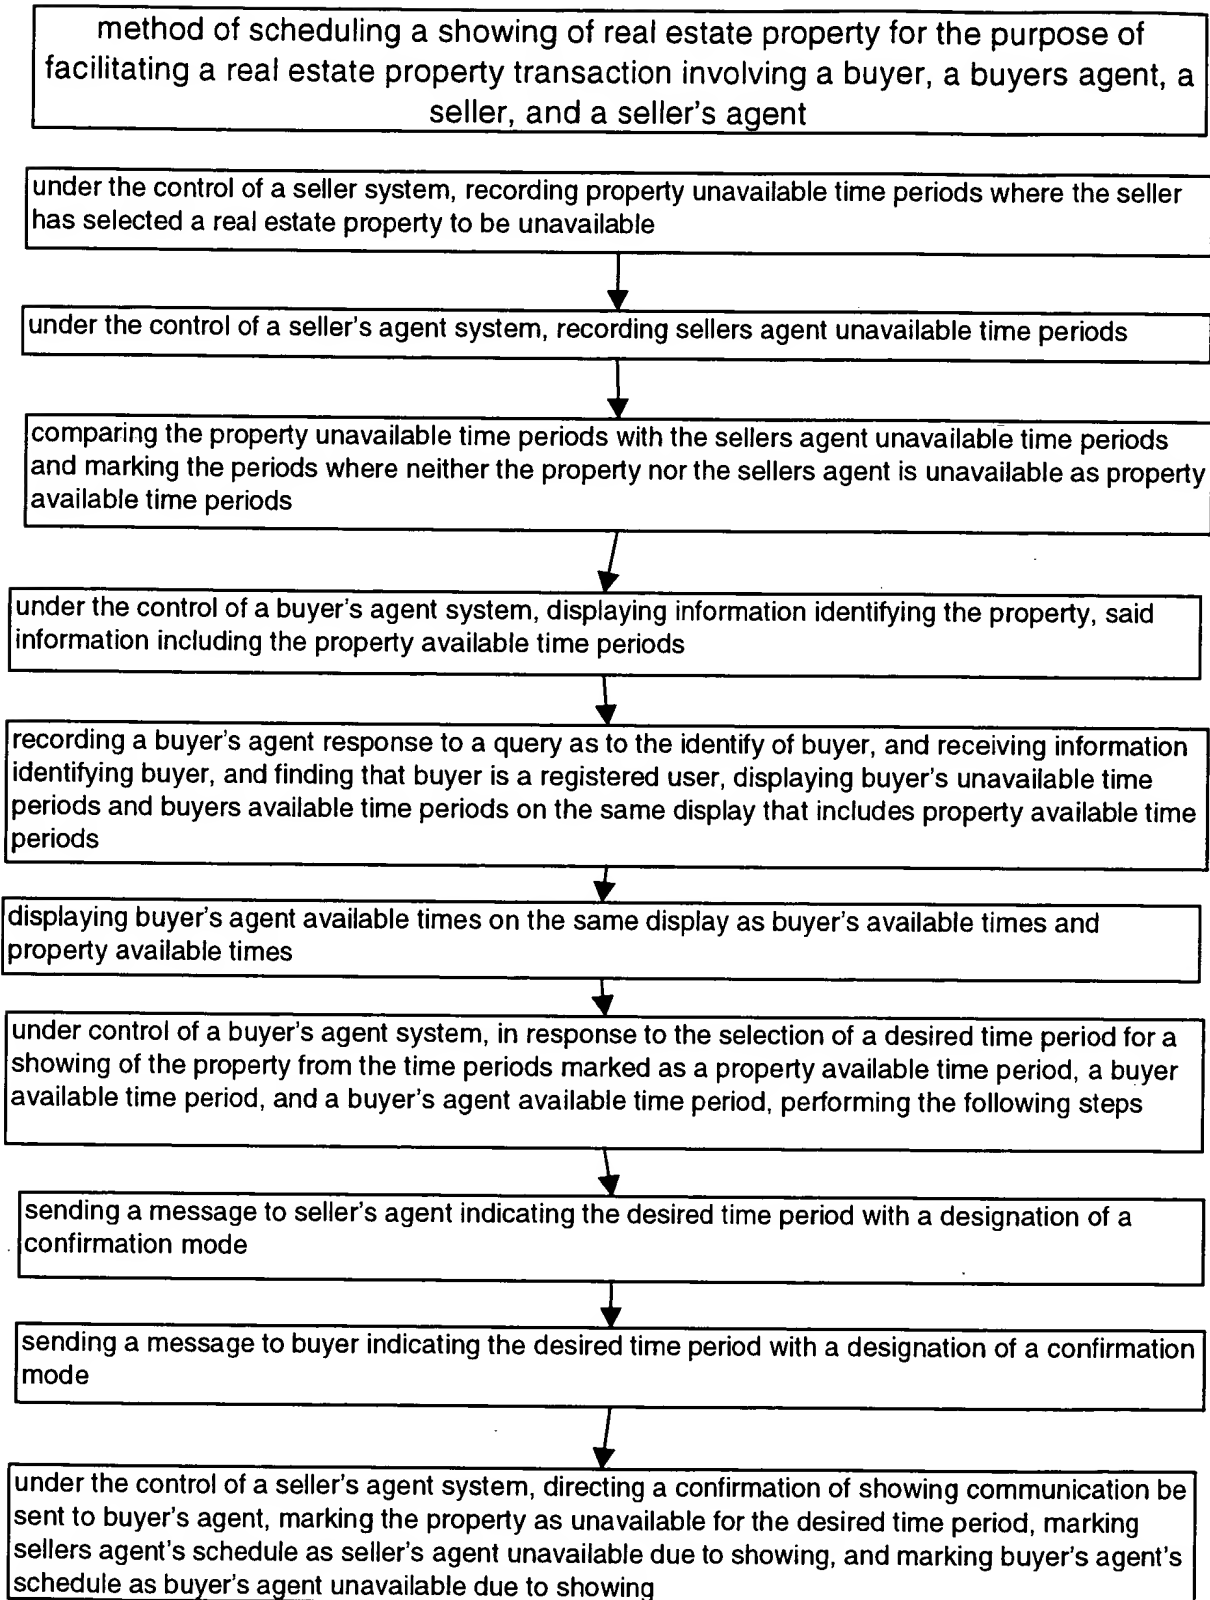 method of scheduling a showing of real estate property for the purpose of
facilitating a real estate property transaction involving a buyer, a buyers agent, a
seller, and a seller's agent
under the control of a seller system, recording property unavailable time periods where the seller
has selected a real estate property to be unavailable
under the control of a seller's agent system, recording sellers agent unavailable time periods
comparing the property unavailable time periods with the sellers agent unavailable time periods
and marking the periods where neither the property nor the sellers agent is unavailable as property
available time periods
under the control of a buyer's agent system, displaying information identifying the property, said
information including the property available time periods
recording a buyer's agent response to a query as to the identify of buyer, and receiving information
identifying buyer, and finding that buyer is a registered user, displaying buyer's unavailable time
periods and buyers available time periods on the same display that includes property available time
periods
displaying buyer's agent available times on the same display as buyer's available times and
property available times
under control of a buyer's agent system, in response to the selection of a desired time period for a
showing of the property from the time periods marked as a property available time period, a buyer
available time period, and a buyer's agent available time period, performing the following steps
sending a message to seller's agent indicating the desired time period with a designation of a
confirmation mode
sending a message to buyer indicating the desired time period with a designation of a confirmation
mode
under the control of a seller's agent system, directing a confirmation of showing communication be
sent to buyer's agent, marking the property as unavailable for the desired time period, marking
sellers agent's schedule as seller's agent unavailable due to showing, and marking buyer's agent's
schedule as buyer's agent unavailable due to showing